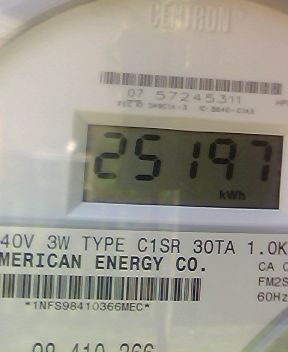 CENTRON
07 57245311
25197
kWh
40V 3W TYPE C1SR 30TA 1.0K
MERICAN ENERGY CO.
CA 0
FM2S
60Hz
*1NFS98410366MEC*